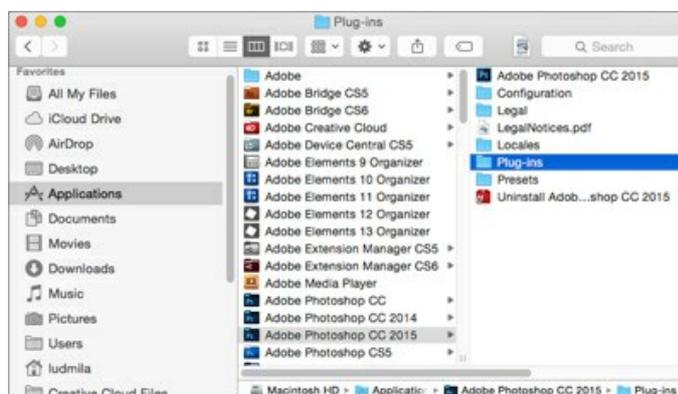 Plug-ins
Search
Favorites
All My Files
iCloud Drive
AirDrop
Desktop
Applications
Documents
Movies
Downloads
Music
Pictures
Users
ludmila
Creative Cloud Files
Adobe
Adobe Bridge CS5
Adobe Bridge CS6
Adobe Creative Cloud
Adobe Device Central CS5
Adobe Elements 9 Organizer
Adobe Elements 10 Organizer
Adobe Elements 11 Organizer
Adobe Elements 12 Organizer
Adobe Elements 13 Organizer
Adobe Extension Manager CS5
Adobe Extension Manager CS6
Adobe Media Player
Adobe Photoshop CC
Adobe Photoshop CC 2014
Adobe Photoshop CC 2015
Adobe Photoshop CS5
Adobe Photoshop CC 2015
Configuration
Legal
LegalNotices.pdf
Locales
Plug-ins
Presets
Uninstall Adob...shop CC 2015
Macintosh HD Applicatio Adobe Photoshop CC 2015 Plug-ins